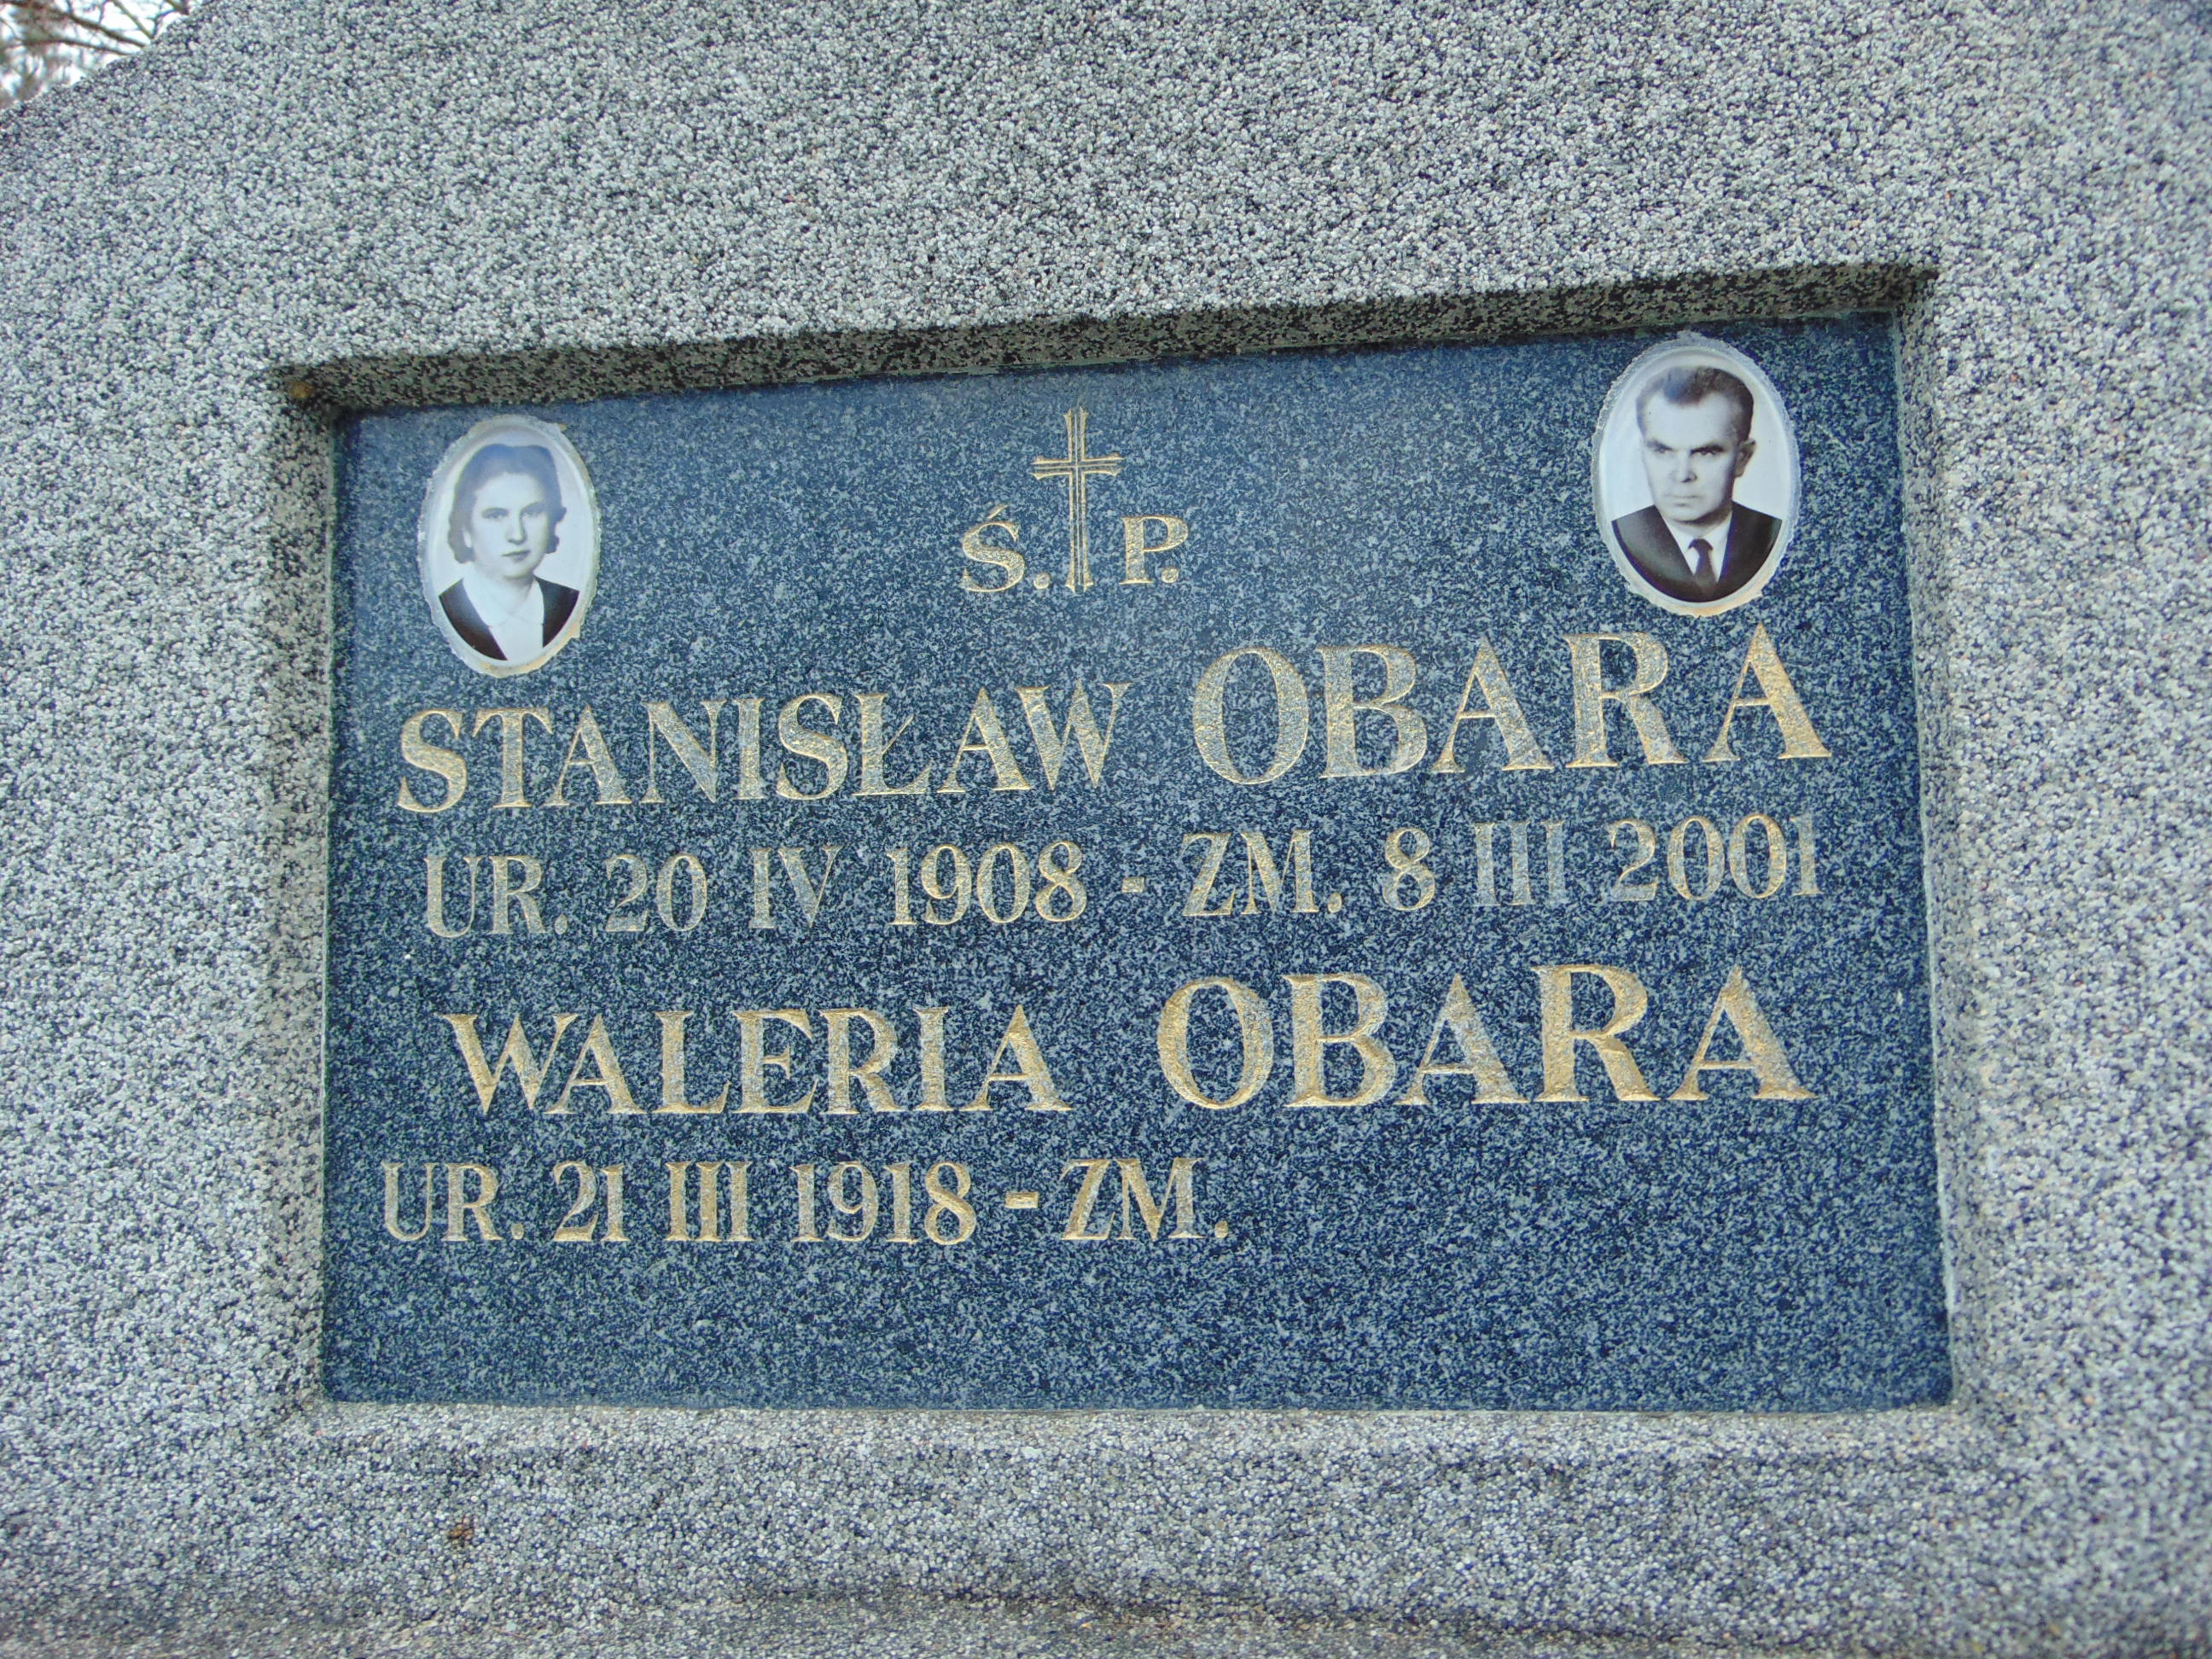 Ś. P.
STANISŁAW OBARA
UR. 20 IV 1908 - ZM. 8 III 2001
WALERIA OBARA
UR. 21 III 1918 - ZM.